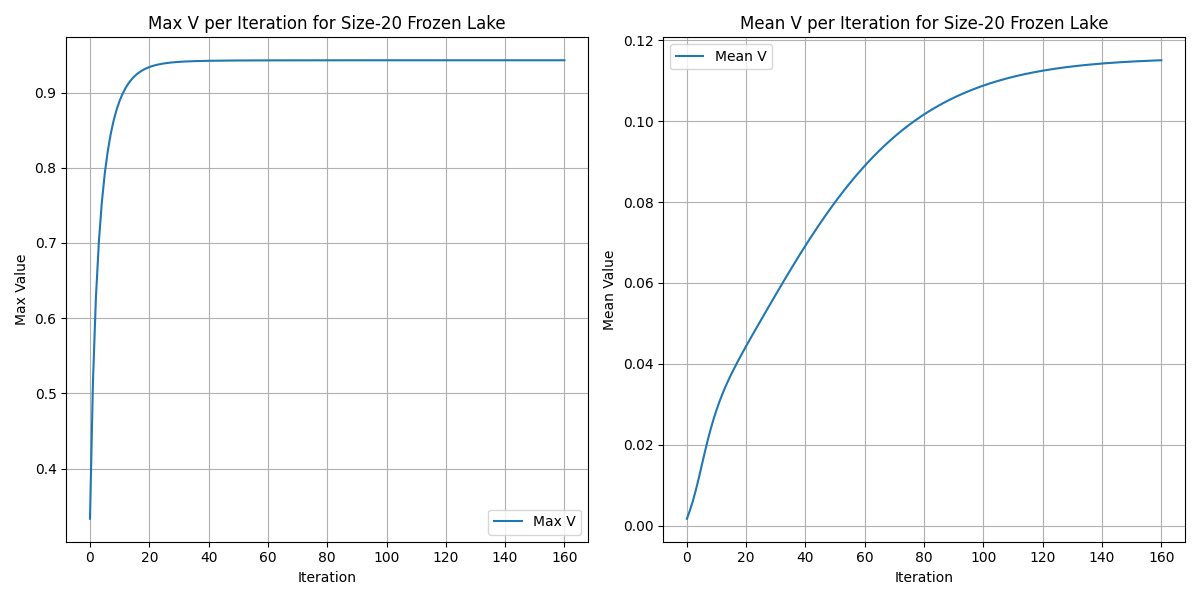 Max V per Iteration for Size-20 Frozen Lake
Max Value
0.9
0.8
0.7
0.6
0.5
0.4
Max V
0 20 40 60 80 100 120 140 160
Iteration
Mean V per Iteration for Size-20 Frozen Lake
Mean Value
0.12
0.10
0.08
0.06
0.04
0.02
0.00
Mean V
0 20 40 60 80 100 120 140 160
Iteration